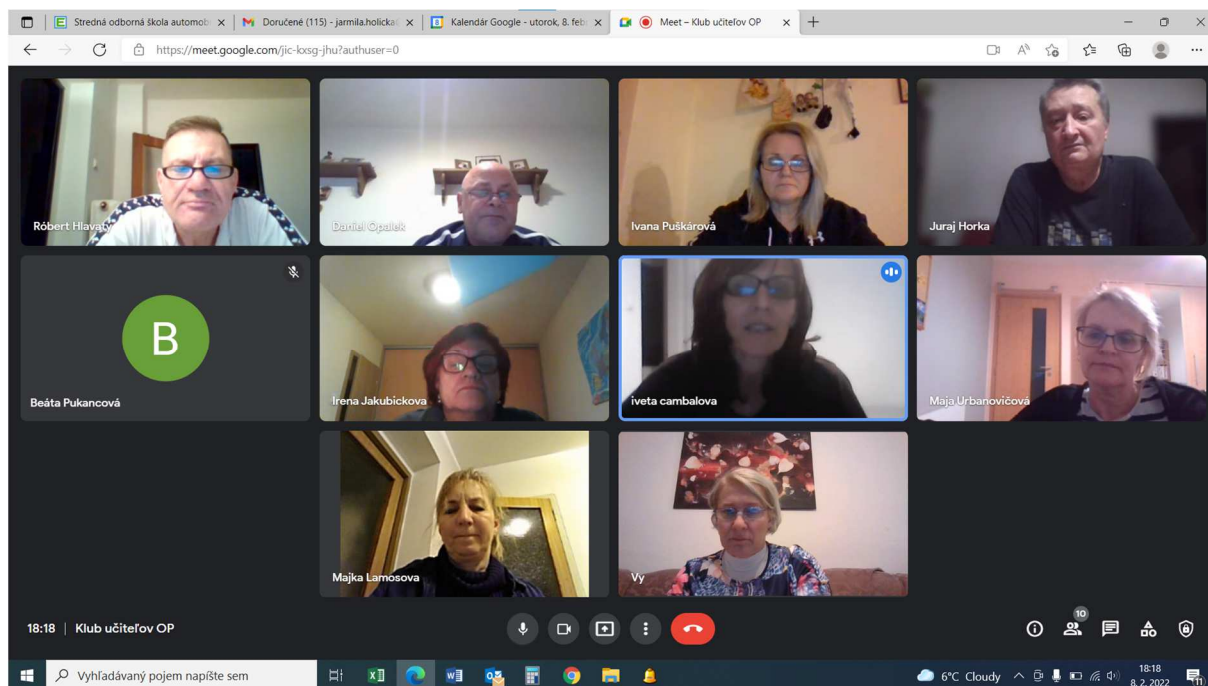 Stredná odborná škola automob
Doručené (115) - jarmila.holicka
Kalendár Google - utorok, 8. feb
Meet – Klub učiteľov OP
https://meet.google.com/jic-kxsg-jhu?authuser=0
Róbert Hlavatý
Daniel Opalek
Ivana Puškárová
Juraj Horka
B
Beáta Pukancová
Irena Jakubickova
iveta cambalova
Maja Urbanovičová
Majka Lamosova
Vy
18:18 | Klub učiteľov OP
10
Vyhľadávaný pojem napíšte sem
6°C Cloudy
18:18
8. 2. 2022
11